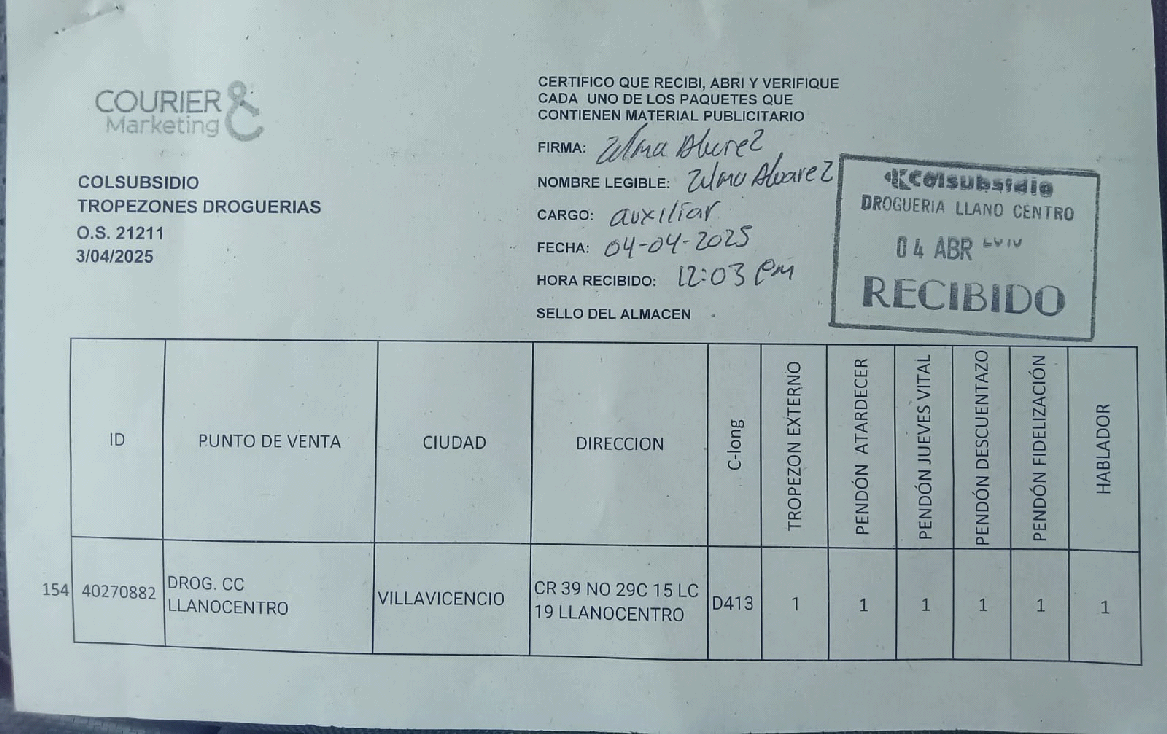 COURIER &
Marketing
COLSUBSIDIO
TROPEZONES DROGUERIAS
O.S. 21211
3/04/2025
CERTIFICO QUE RECIBI, ABRI Y VERIFIQUE
CADA UNO DE LOS PAQUETES QUE
CONTIENEN MATERIAL PUBLICITARIO
FIRMA:
NOMBRE LEGIBLE: Alvarez
CARGO: auxiliar
FECHA: 04-04-2025
HORA RECIBIDO: 12:03 PM
SELLO DEL ALMACEN
Colsubsidio
DROGUERIA LLANO CENTRO
04 ABR
RECIBIDO
ID PUNTO DE VENTA CIUDAD DIRECCION C-long TROPEZON EXTERNO PENDÓN ATARDECER PENDÓN JUEVES VITAL PENDÓN DESCUENTAZO PENDÓN FIDELIZACIÓN HABLADOR
154 40270882 DROG. CC VILLAVICENCIO CR 39 NO 29C 15 LC D413 1 1 1 1 1 1
LLANOCENTRO 19 LLANOCENTRO